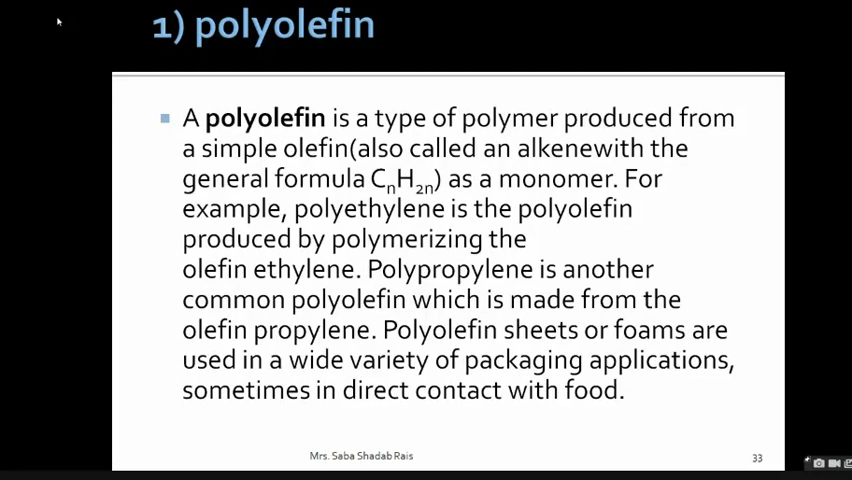 1) polyolefin
A polyolefin is a type of polymer produced from
a simple olefin(also called an alkenewith the
general formula CnH2n) as a monomer. For
example, polyethylene is the polyolefin
produced by polymerizing the
olefin ethylene. Polypropylene is another
common polyolefin which is made from the
olefin propylene. Polyolefin sheets or foams are
used in a wide variety of packaging applications,
sometimes in direct contact with food.
Mrs. Saba Shadab Rais
33